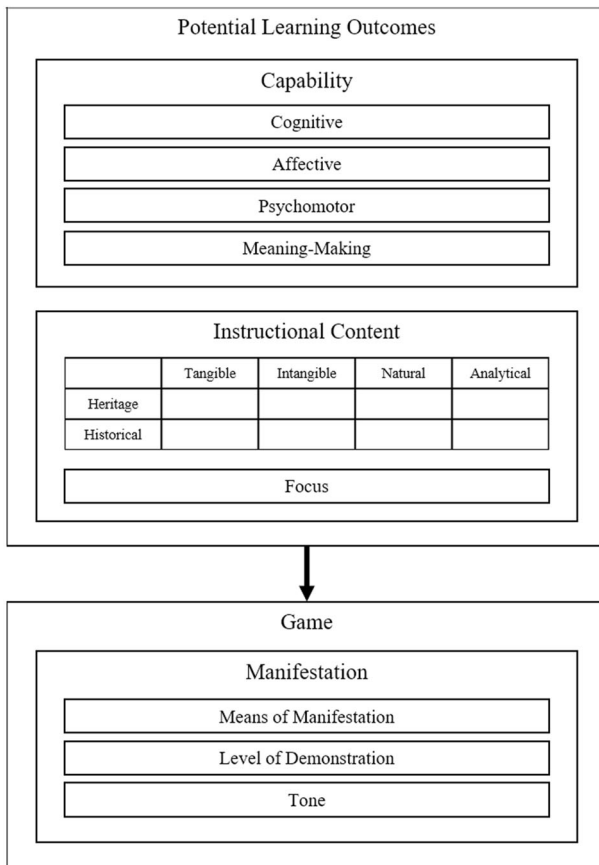 Potential Learning Outcomes
Capability
Cognitive
Affective
Psychomotor
Meaning-Making
Instructional Content
Tangible Intangible Natural Analytical
Heritage
Historical
Focus
Game
Manifestation
Means of Manifestation
Level of Demonstration
Tone